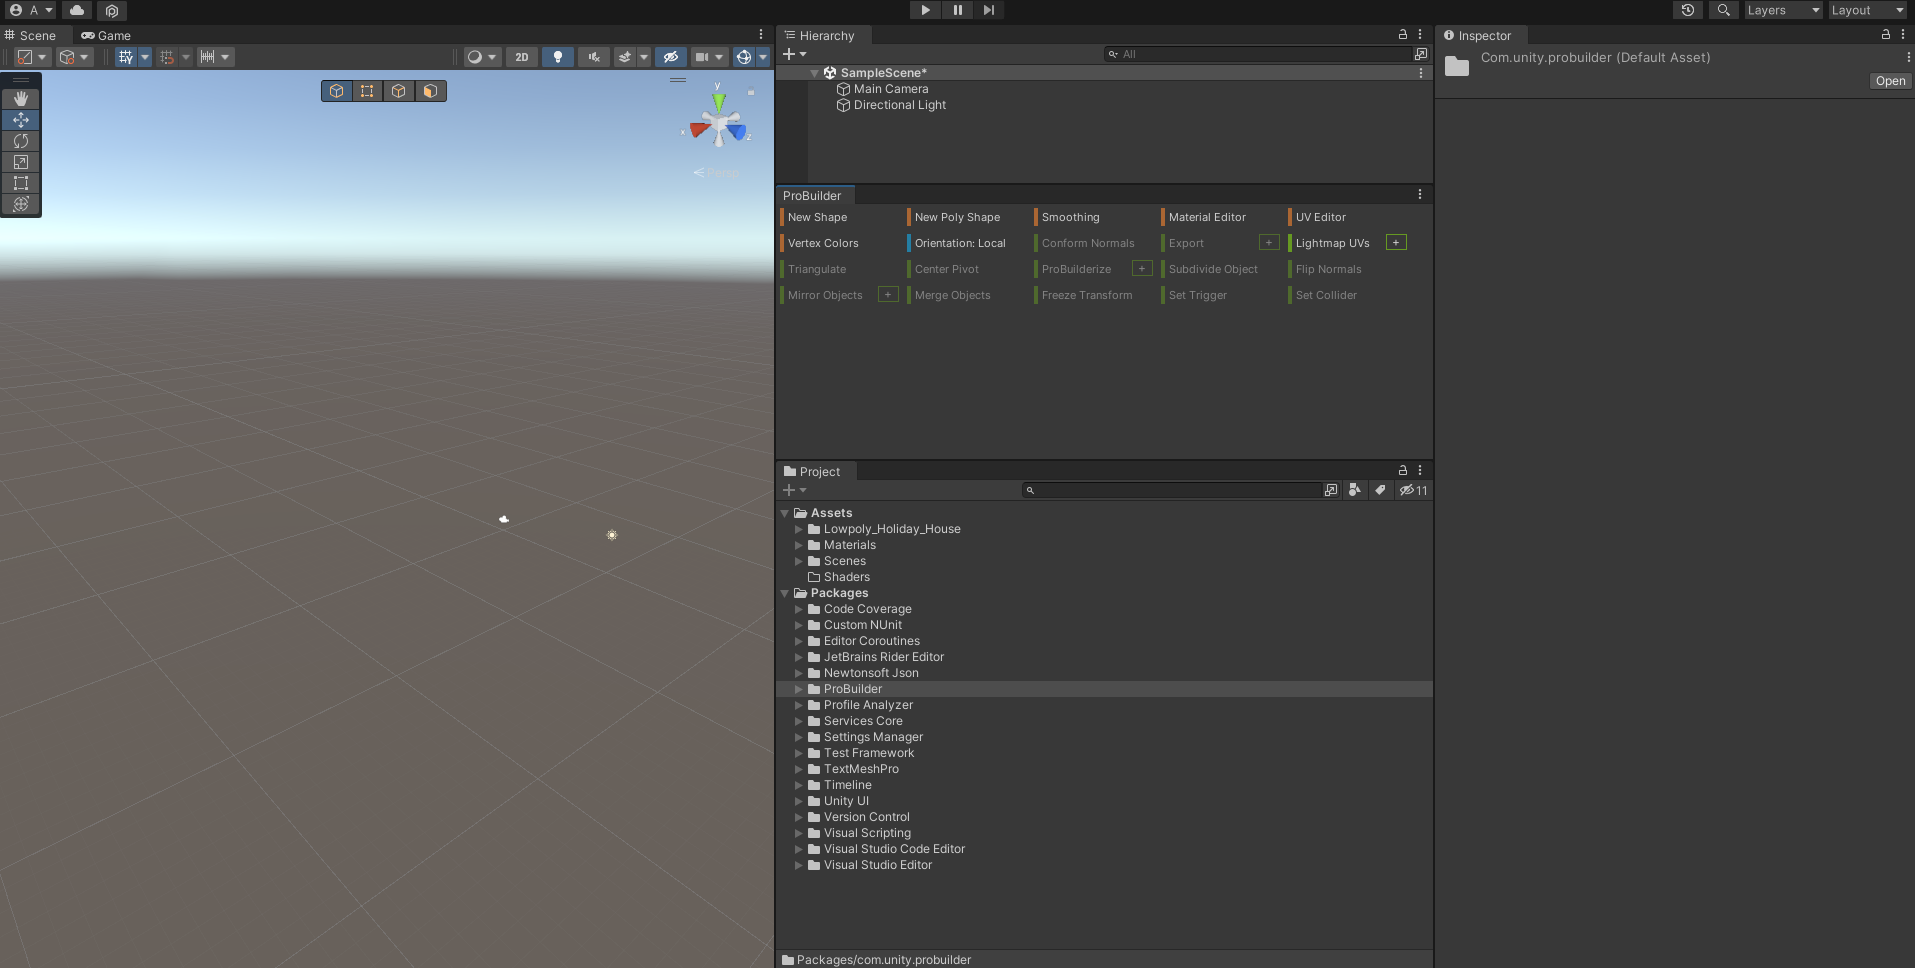 A
Layers
Layout
Scene
Game
2D
y
x
z
Persp
Hierarchy
All
SampleScene*
Main Camera
Directional Light
ProBuilder
New Shape
New Poly Shape
Smoothing
Material Editor
UV Editor
Vertex Colors
Orientation: Local
Conform Normals
Export
+
Lightmap UVs
+
Triangulate
Center Pivot
ProBuilderize
+
Subdivide Object
Flip Normals
Mirror Objects
+
Merge Objects
Freeze Transform
Set Trigger
Set Collider
Project
11
Assets
Lowpoly_Holiday_House
Materials
Scenes
Shaders
Packages
Code Coverage
Custom NUnit
Editor Coroutines
JetBrains Rider Editor
Newtonsoft Json
ProBuilder
Profile Analyzer
Services Core
Settings Manager
Test Framework
TextMeshPro
Timeline
Unity UI
Version Control
Visual Scripting
Visual Studio Code Editor
Visual Studio Editor
Packages/com.unity.probuilder
Inspector
Com.unity.probuilder (Default Asset)
Open